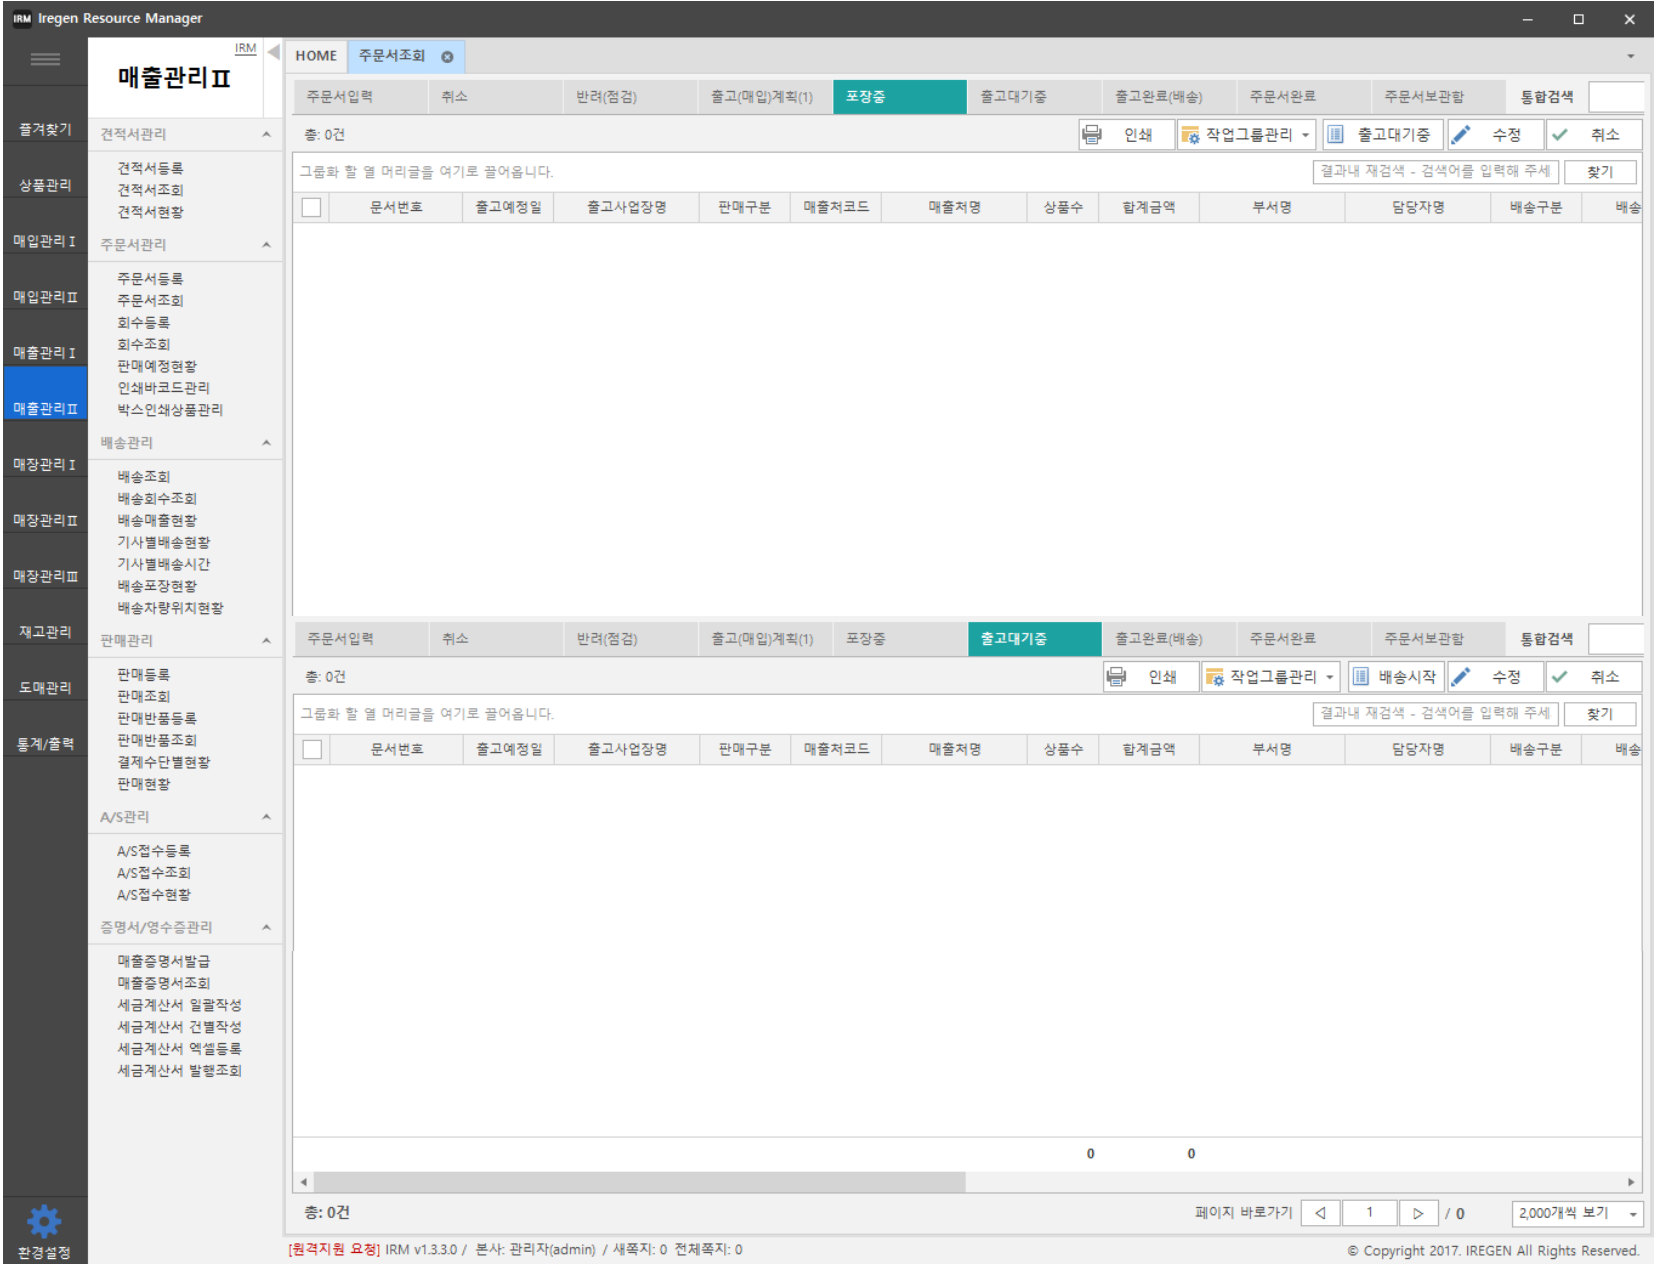 IRM Iregen Resource Manager
IRM
매출관리Ⅱ
즐겨찾기
상품관리
매입관리Ⅰ
매입관리Ⅱ
매출관리Ⅰ
매출관리Ⅱ
매장관리Ⅰ
매장관리Ⅱ
매장관리Ⅲ
재고관리
도매관리
통계/출력
환경설정
견적서관리
견적서등록
견적서조회
견적서현황
주문서관리
주문서등록
주문서조회
회수등록
회수조회
판매예정현황
인쇄바코드관리
박스인쇄상품관리
배송관리
배송조회
배송회수조회
배송매출현황
기사별배송현황
기사별배송시간
배송포장현황
배송차량위치현황
판매관리
판매등록
판매조회
판매반품등록
판매반품조회
결제수단별현황
판매현황
A/S관리
A/S접수등록
A/S접수조회
A/S접수현황
증명서/영수증관리
매출증명서발급
매출증명서조회
세금계산서 일괄작성
세금계산서 건별작성
세금계산서 엑셀등록
세금계산서 발행조회
HOME 주문서조회
주문서입력 취소 반려(점검) 출고(매입)계획(1) 포장중 출고대기중 출고완료(배송) 주문서완료 주문서보관함 통합검색
총: 0건 인쇄 작업그룹관리 출고대기중 수정 취소
그룹화 할 열 머리글을 여기로 끌어옵니다. 결과내 재검색 - 검색어를 입력해 주세 찾기
문서번호 출고예정일 출고사업장명 판매구분 매출처코드 매출처명 상품수 합계금액 부서명 담당자명 배송구분 배송
주문서입력 취소 반려(점검) 출고(매입)계획(1) 포장중 출고대기중 출고완료(배송) 주문서완료 주문서보관함 통합검색
총: 0건 인쇄 작업그룹관리 배송시작 수정 취소
그룹화 할 열 머리글을 여기로 끌어옵니다. 결과내 재검색 - 검색어를 입력해 주세 찾기
문서번호 출고예정일 출고사업장명 판매구분 매출처코드 매출처명 상품수 합계금액 부서명 담당자명 배송구분 배송
0 0
총: 0건 페이지 바로가기 1 / 0 2,000개씩 보기
[원격지원 요청] IRM v1.3.3.0 / 본사: 관리자(admin) / 새쪽지: 0 전체쪽지: 0 © Copyright 2017. IREGEN All Rights Reserved.